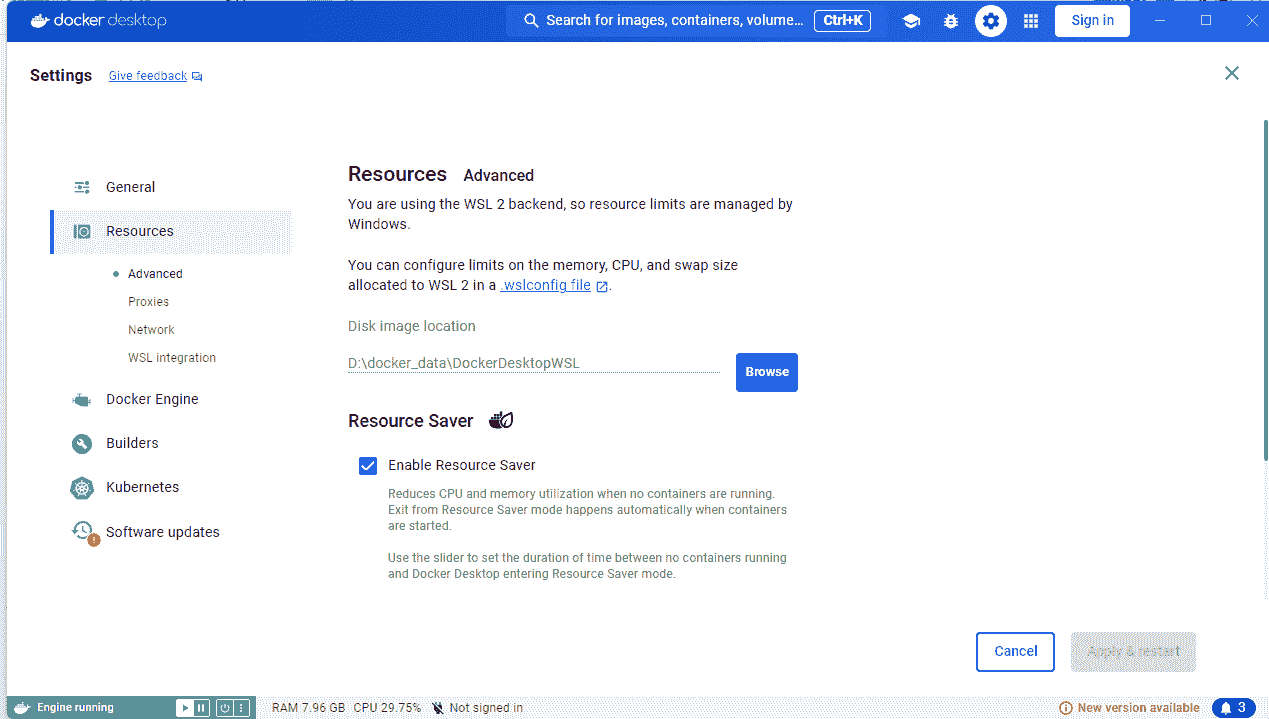 docker desktop
Search for images, containers, volume... Ctrl+K
Sign in
Settings Give feedback
General
Resources
Advanced
Proxies
Network
WSL integration
Docker Engine
Builders
Kubernetes
Software updates
Resources Advanced
You are using the WSL 2 backend, so resource limits are managed by
Windows.
You can configure limits on the memory, CPU, and swap size
allocated to WSL 2 in a .wslconfig file.
Disk image location
D:\docker_data\DockerDesktopWSL
Browse
Resource Saver
Enable Resource Saver
Reduces CPU and memory utilization when no containers are running.
Exit from Resource Saver mode happens automatically when containers
are started.
Use the slider to set the duration of time between no containers running
and Docker Desktop entering Resource Saver mode.
Cancel
Apply & restart
Engine running
RAM 7.96 GB CPU 29.75% Not signed in
New version available
3